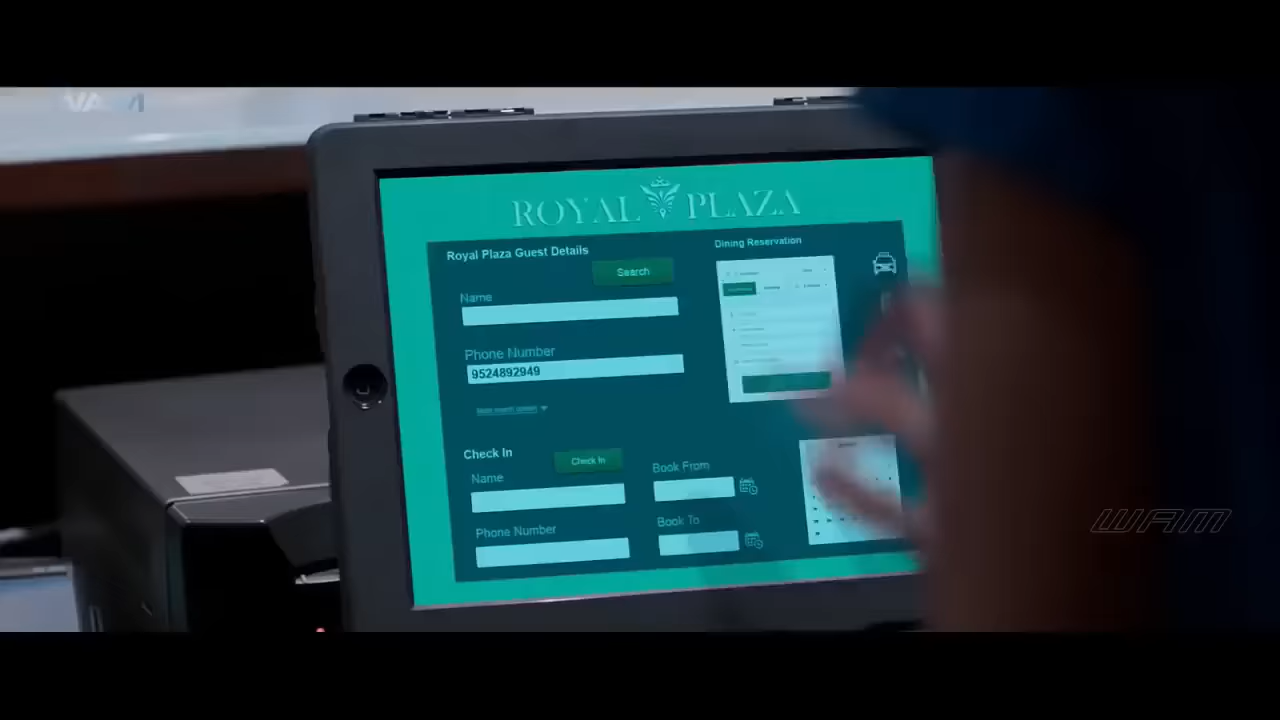 ROYAL PLAZA
Royal Plaza Guest Details
Search
Name
Phone Number
9524892949
Dining Reservation
Check In
Check In
Name
Phone Number
Book From
Book To
WAM